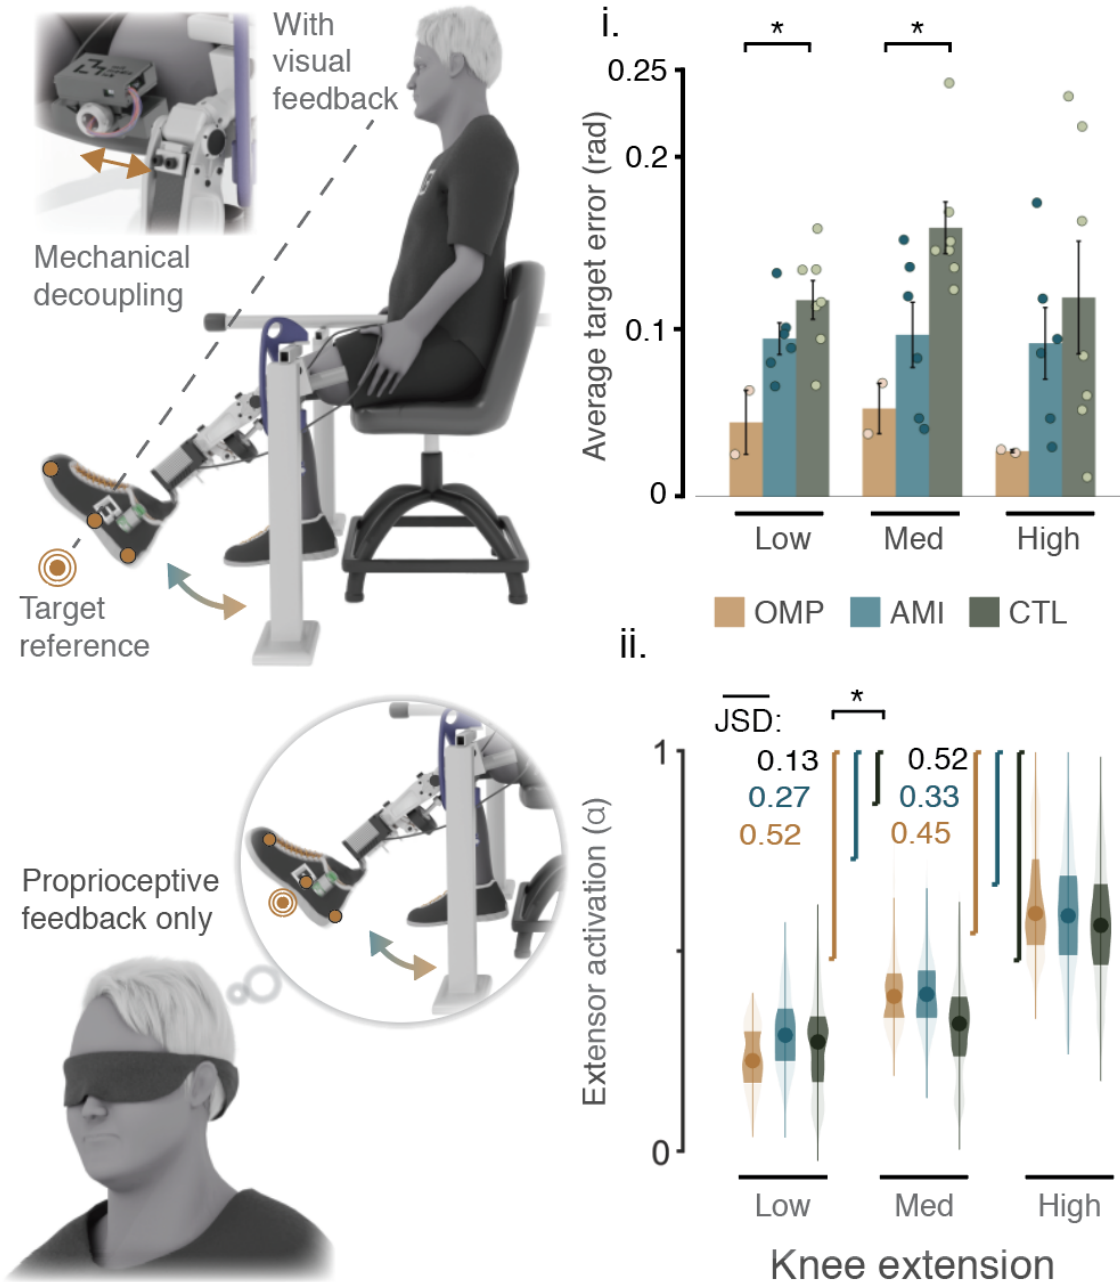 With
visual
feedback
Mechanical
decoupling
Target
reference
Proprioceptive
feedback only
i.
*
*
Average target error (rad)
0.25
0.2
0.1
0
Low
Med
High
OMP
AMI
CTL
ii.
JSD:
*
0.13
0.27
0.52
0.52
0.33
0.45
Extensor activation (α)
1
0
Low
Med
High
Knee extension